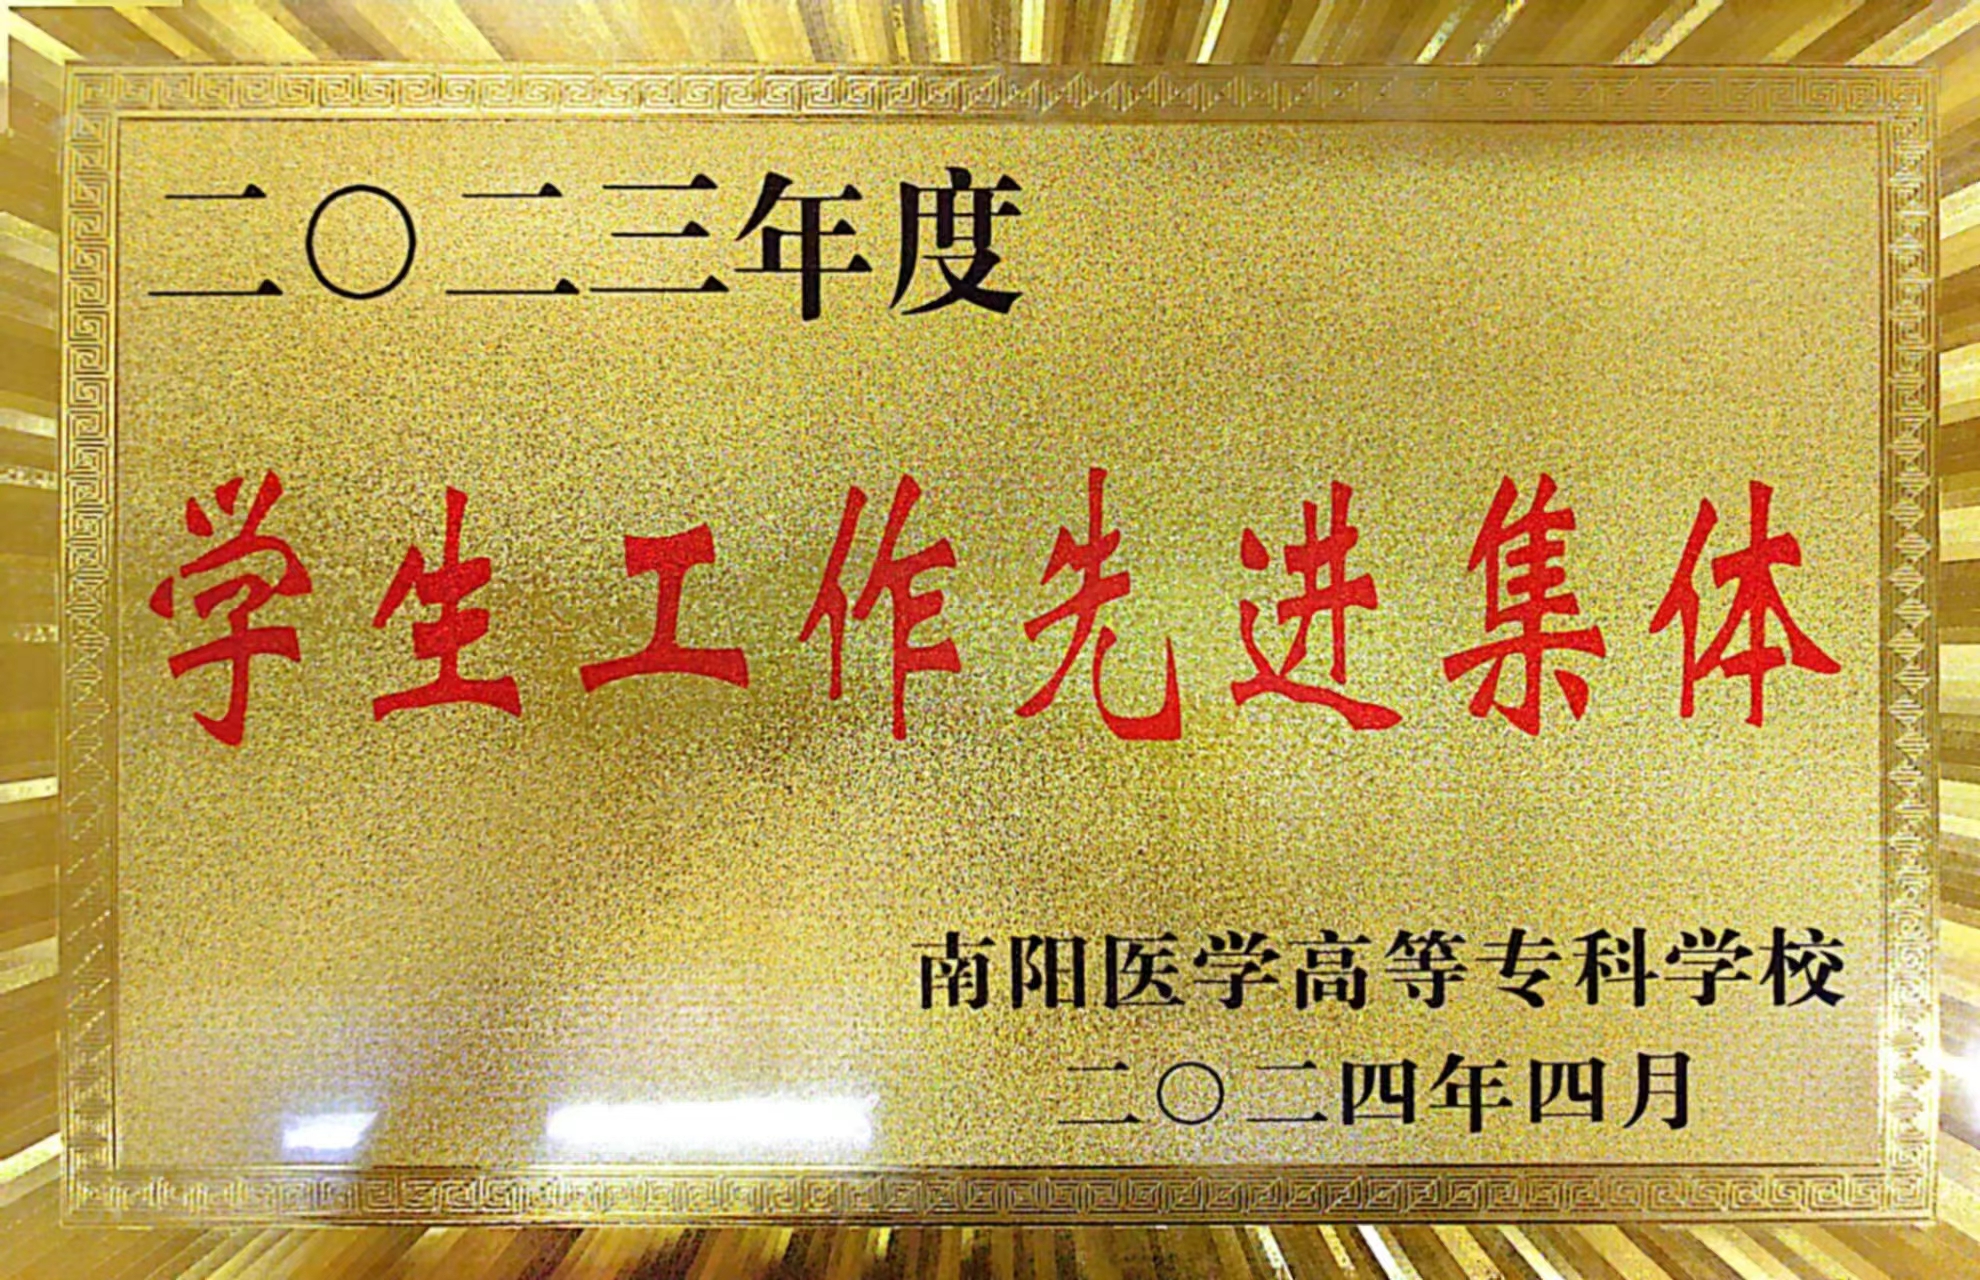 二〇二三年度
学生工作先进集体
南阳医学高等专科学校
二〇二四年四月